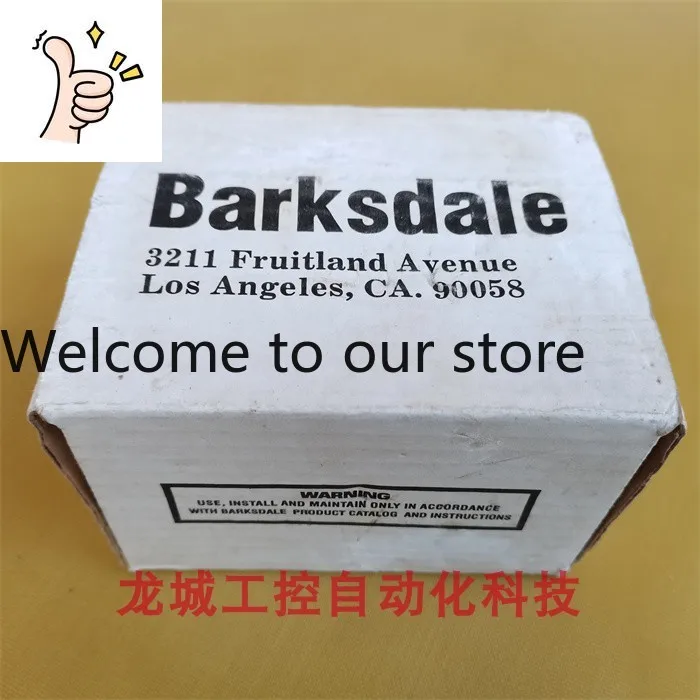 Barksdale
3211 Fruitland Avenue
Los Angeles, CA. 90058
Welcome to our store
WARNING
USE, INSTALL AND MAINTAIN ONLY IN ACCORDANCE
WITH BARKSDALE PRODUCT CATALOG AND INSTRUCTIONS
龙城工控自动化科技